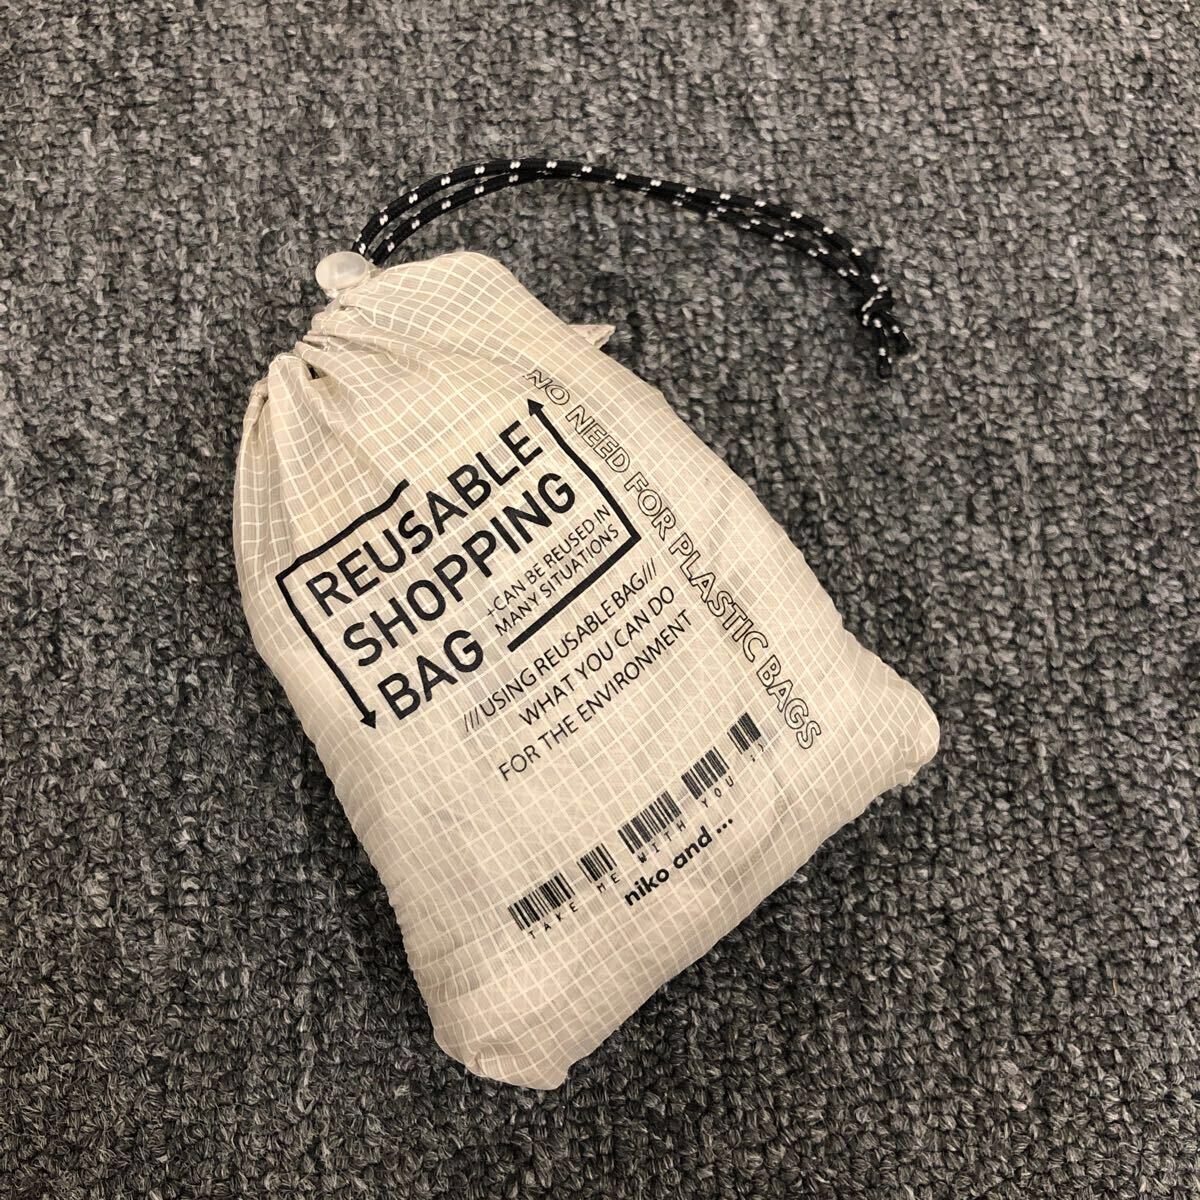 REUSABLE
SHOPPING
BAG
+CAN BE REUSED IN
MANY SITUATIONS
NO NEED FOR PLASTIC BAGS
///USING REUSABLE BAG///
WHAT YOU CAN DO
FOR THE ENVIRONMENT
TAKE ME WITH YOU :)
niko and ...